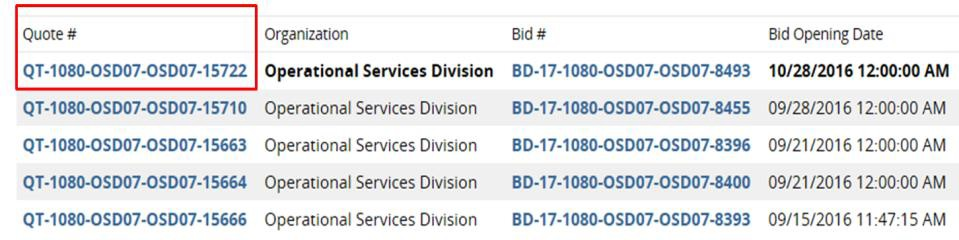 Quote # Organization Bid # Bid Opening Date
QT-1080-OSD07-OSD07-15722 Operational Services Division BD-17-1080-OSD07-OSD07-8493 10/28/2016 12:00:00 AM
QT-1080-OSD07-OSD07-15710 Operational Services Division BD-17-1080-OSD07-OSD07-8455 09/28/2016 12:00:00 AM
QT-1080-OSD07-OSD07-15663 Operational Services Division BD-17-1080-OSD07-OSD07-8396 09/21/2016 12:00:00 AM
QT-1080-OSD07-OSD07-15664 Operational Services Division BD-17-1080-OSD07-OSD07-8400 09/21/2016 12:00:00 AM
QT-1080-OSD07-OSD07-15666 Operational Services Division BD-17-1080-OSD07-OSD07-8393 09/15/2016 11:47:15 AM